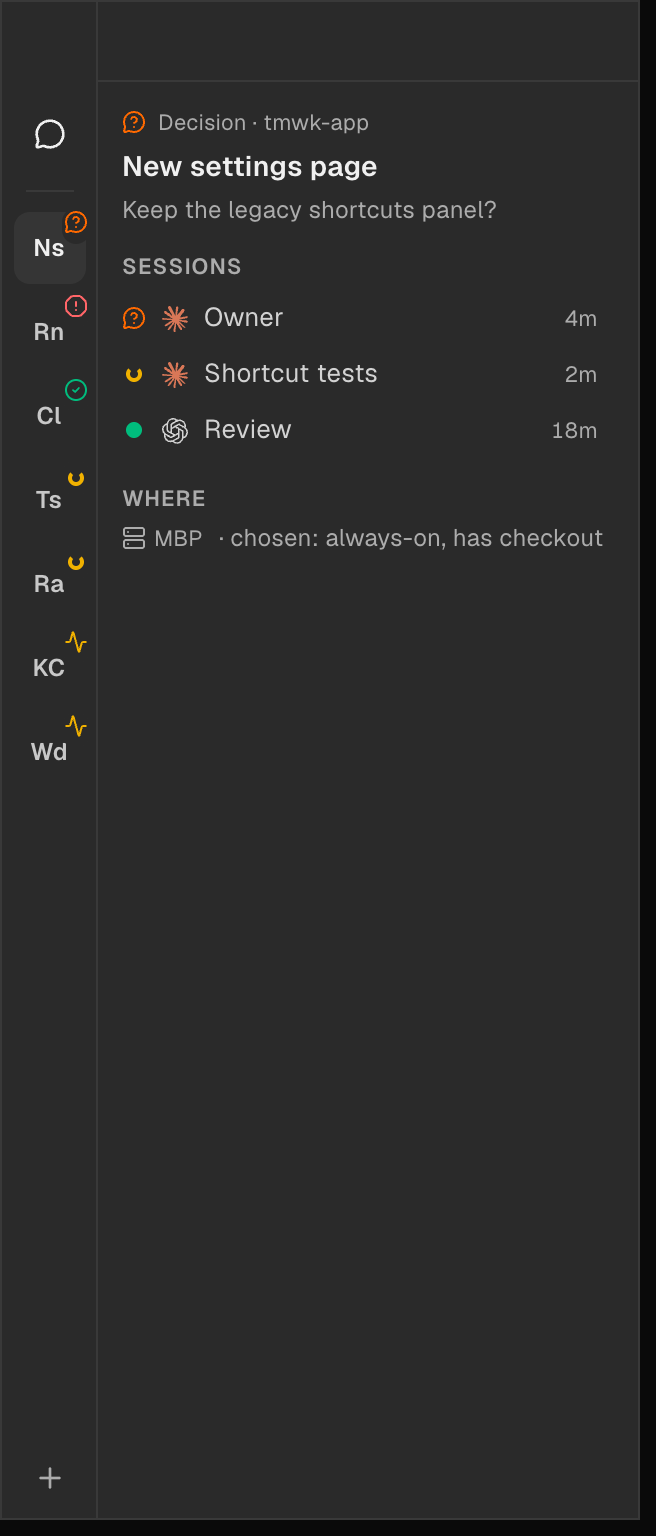 Decision · tmwk-app
New settings page
Keep the legacy shortcuts panel?
SESSIONS
Owner 4m
Shortcut tests 2m
Review 18m
WHERE
MBP · chosen: always-on, has checkout
Ns
Rn
Cl
Ts
Ra
KC
Wd